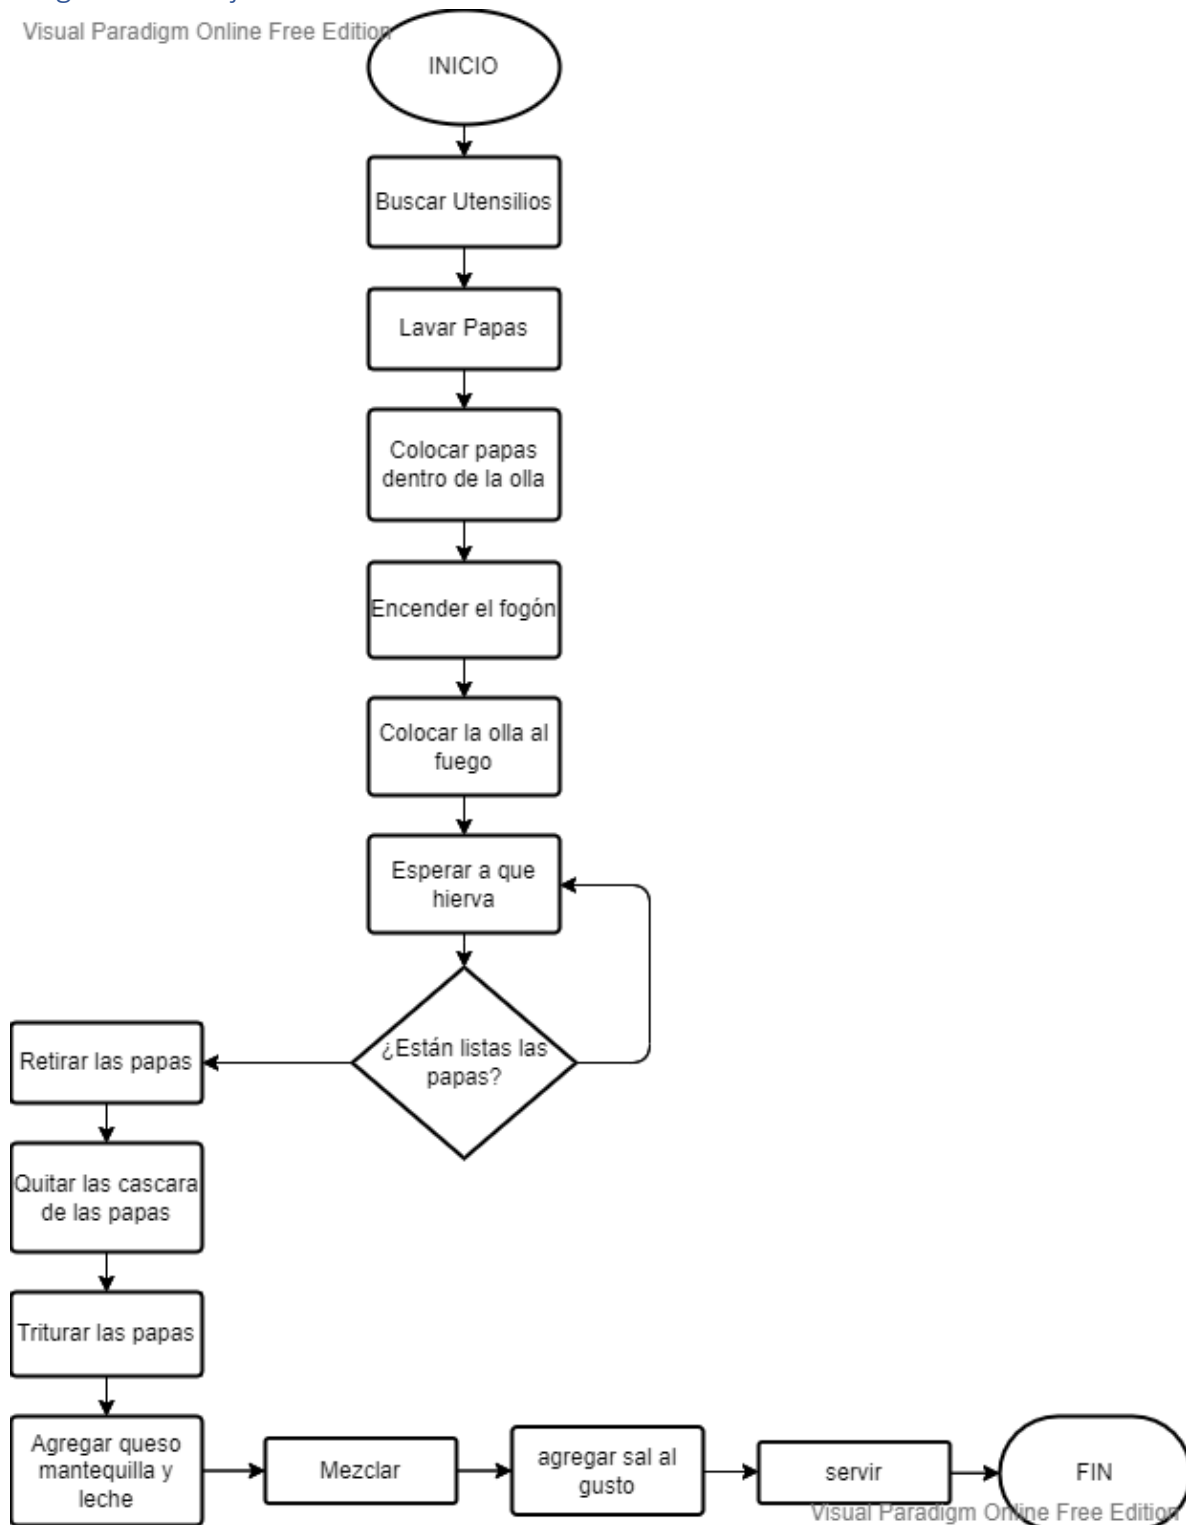 Visual Paradigm Online Free Edition
INICIO
Buscar Utensilios
Lavar Papas
Colocar papas
dentro de la olla
Encender el fogón
Colocar la olla al
fuego
Esperar a que
hierva
¿Están listas las
papas?
Retirar las papas
Quitar las cascara
de las papas
Triturar las papas
Agregar queso
mantequilla y
leche
Mezclar
agregar sal al
gusto
servir
FIN
Visual Paradigm Online Free Edition